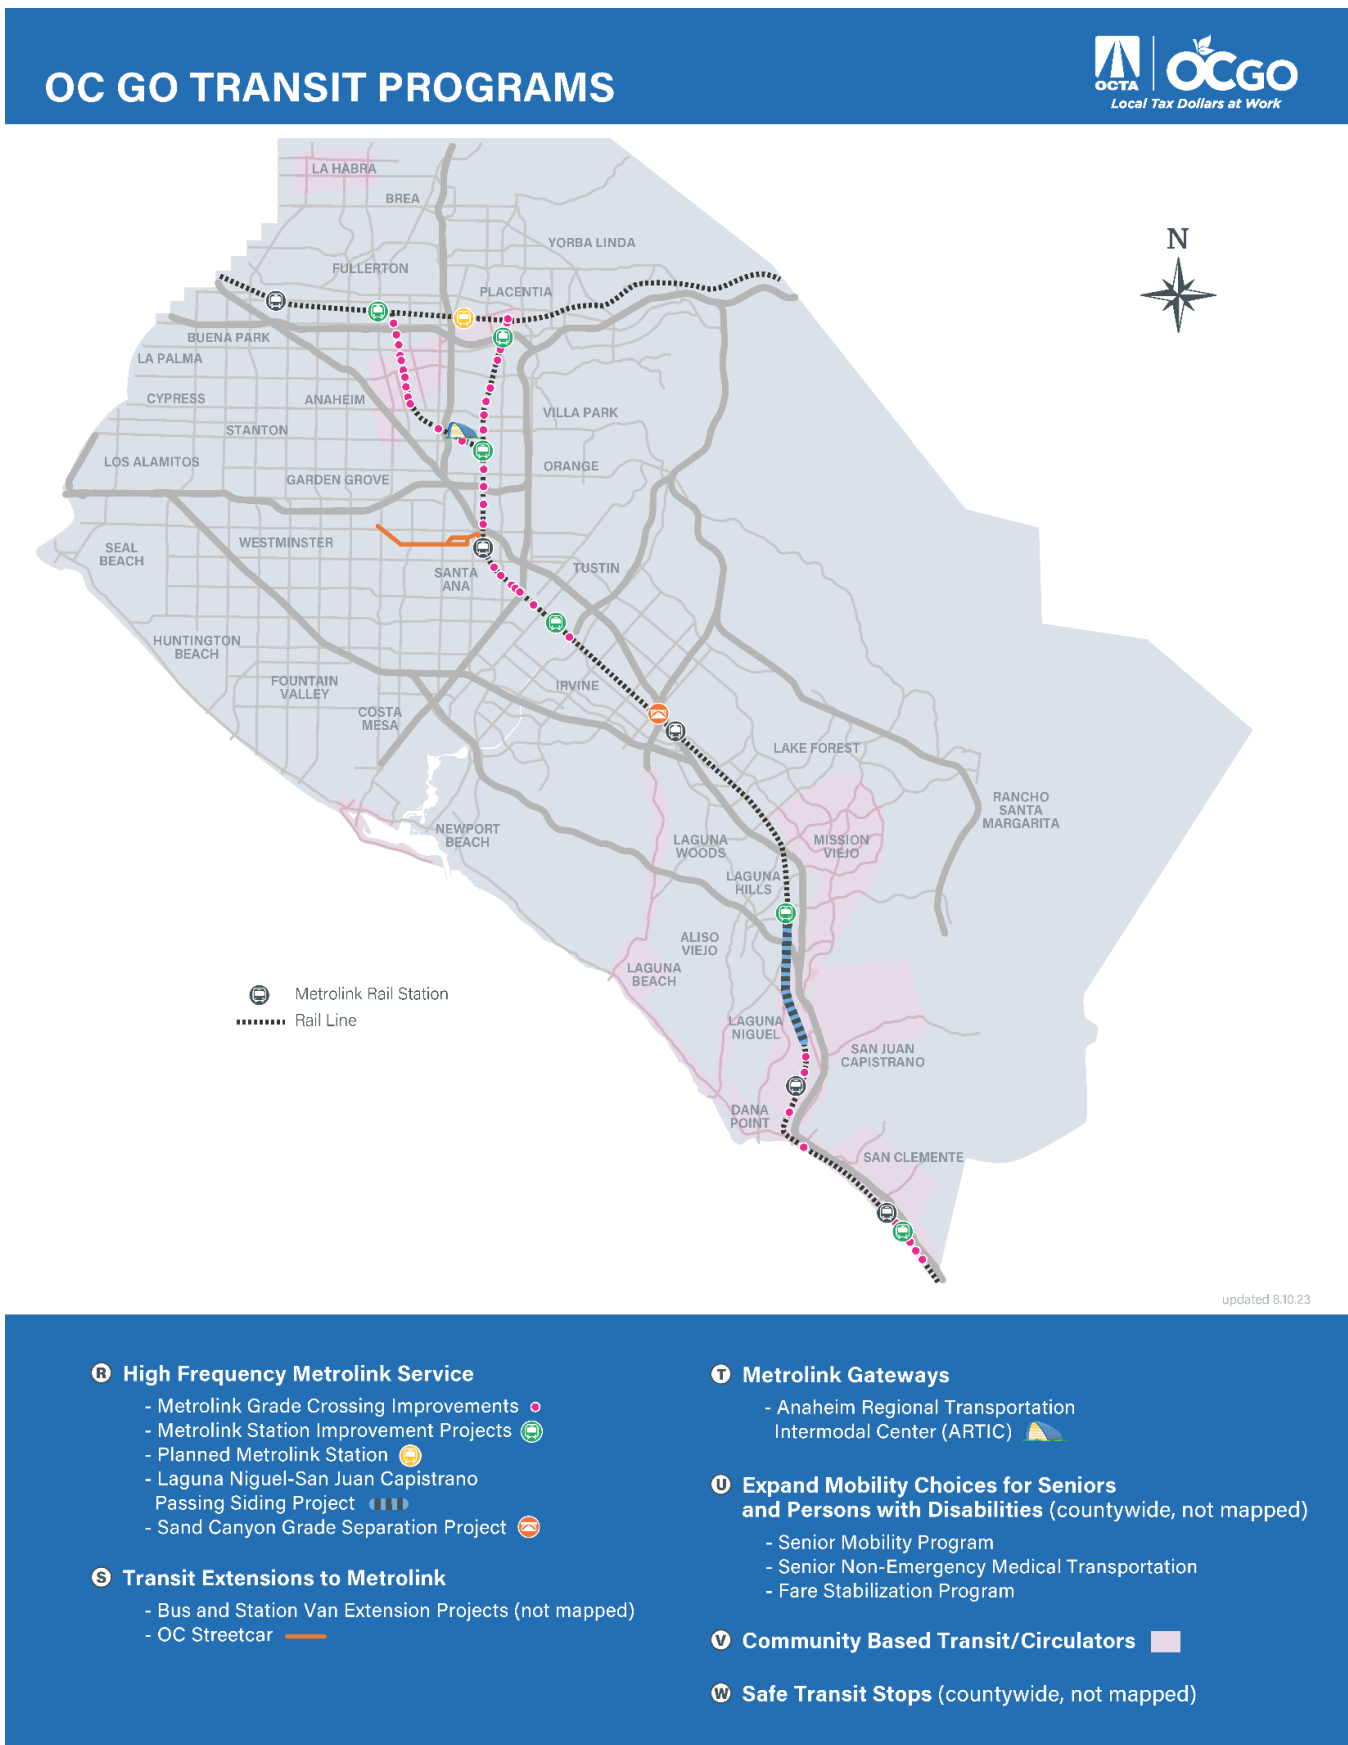 OC GO TRANSIT PROGRAMS
OCTA
OCGO
Local Tax Dollars at Work
N
LA HABRA
BREA
YORBA LINDA
FULLERTON
PLACENTIA
BUENA PARK
LA PALMA
CYPRESS
ANAHEIM
VILLA PARK
STANTON
LOS ALAMITOS
ORANGE
GARDEN GROVE
WESTMINSTER
SEAL
BEACH
SANTA
ANA
TUSTIN
HUNTINGTON
BEACH
FOUNTAIN
VALLEY
IRVINE
COSTA
MESA
LAKE FOREST
RANCHO
SANTA
MARGARITA
NEWPORT
BEACH
LAGUNA
WOODS
MISSION
VIEJO
LAGUNA
HILLS
ALISO
VIEJO
LAGUNA
BEACH
Metrolink Rail Station
Rail Line
LAGUNA
NIGUEL
SAN JUAN
CAPISTRANO
DANA
POINT
SAN CLEMENTE
updated 8.10.23
R High Frequency Metrolink Service
- Metrolink Grade Crossing Improvements
- Metrolink Station Improvement Projects
- Planned Metrolink Station
- Laguna Niguel-San Juan Capistrano
Passing Siding Project
- Sand Canyon Grade Separation Project
S Transit Extensions to Metrolink
- Bus and Station Van Extension Projects (not mapped)
- OC Streetcar
T Metrolink Gateways
- Anaheim Regional Transportation
Intermodal Center (ARTIC)
U Expand Mobility Choices for Seniors
and Persons with Disabilities (countywide, not mapped)
- Senior Mobility Program
- Senior Non-Emergency Medical Transportation
- Fare Stabilization Program
V Community Based Transit/Circulators
W Safe Transit Stops (countywide, not mapped)